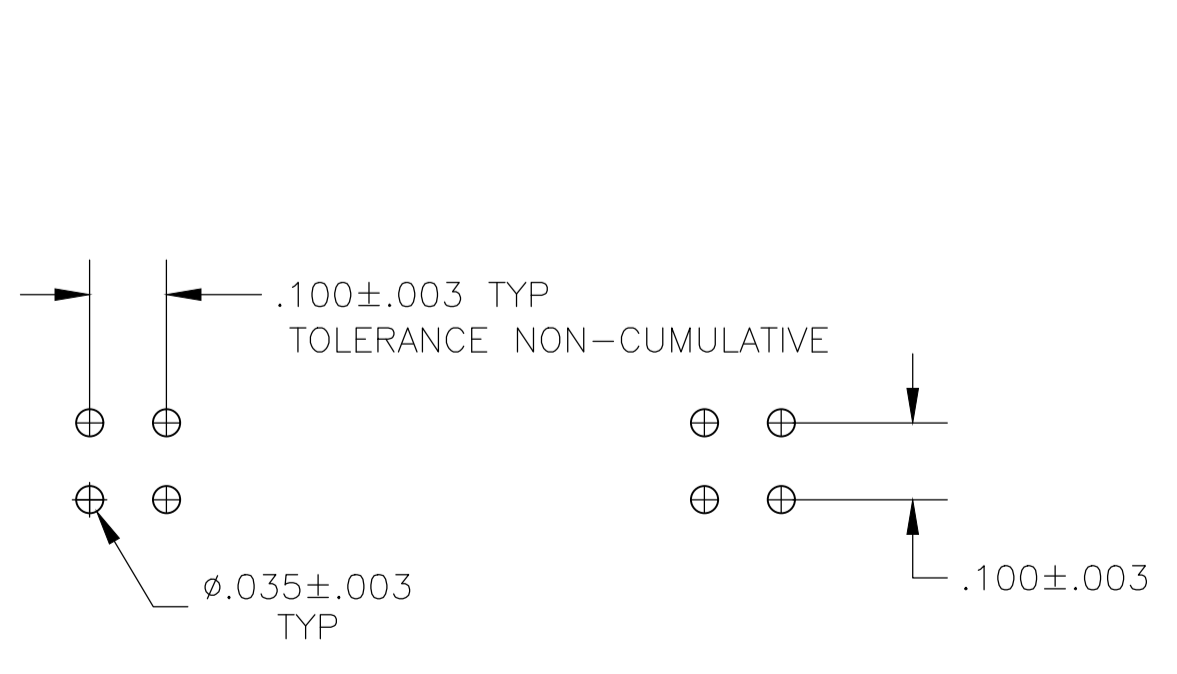 .100±.003 TYP
TOLERANCE NON-CUMULATIVE
ø.035±.003
TYP
.100±.003